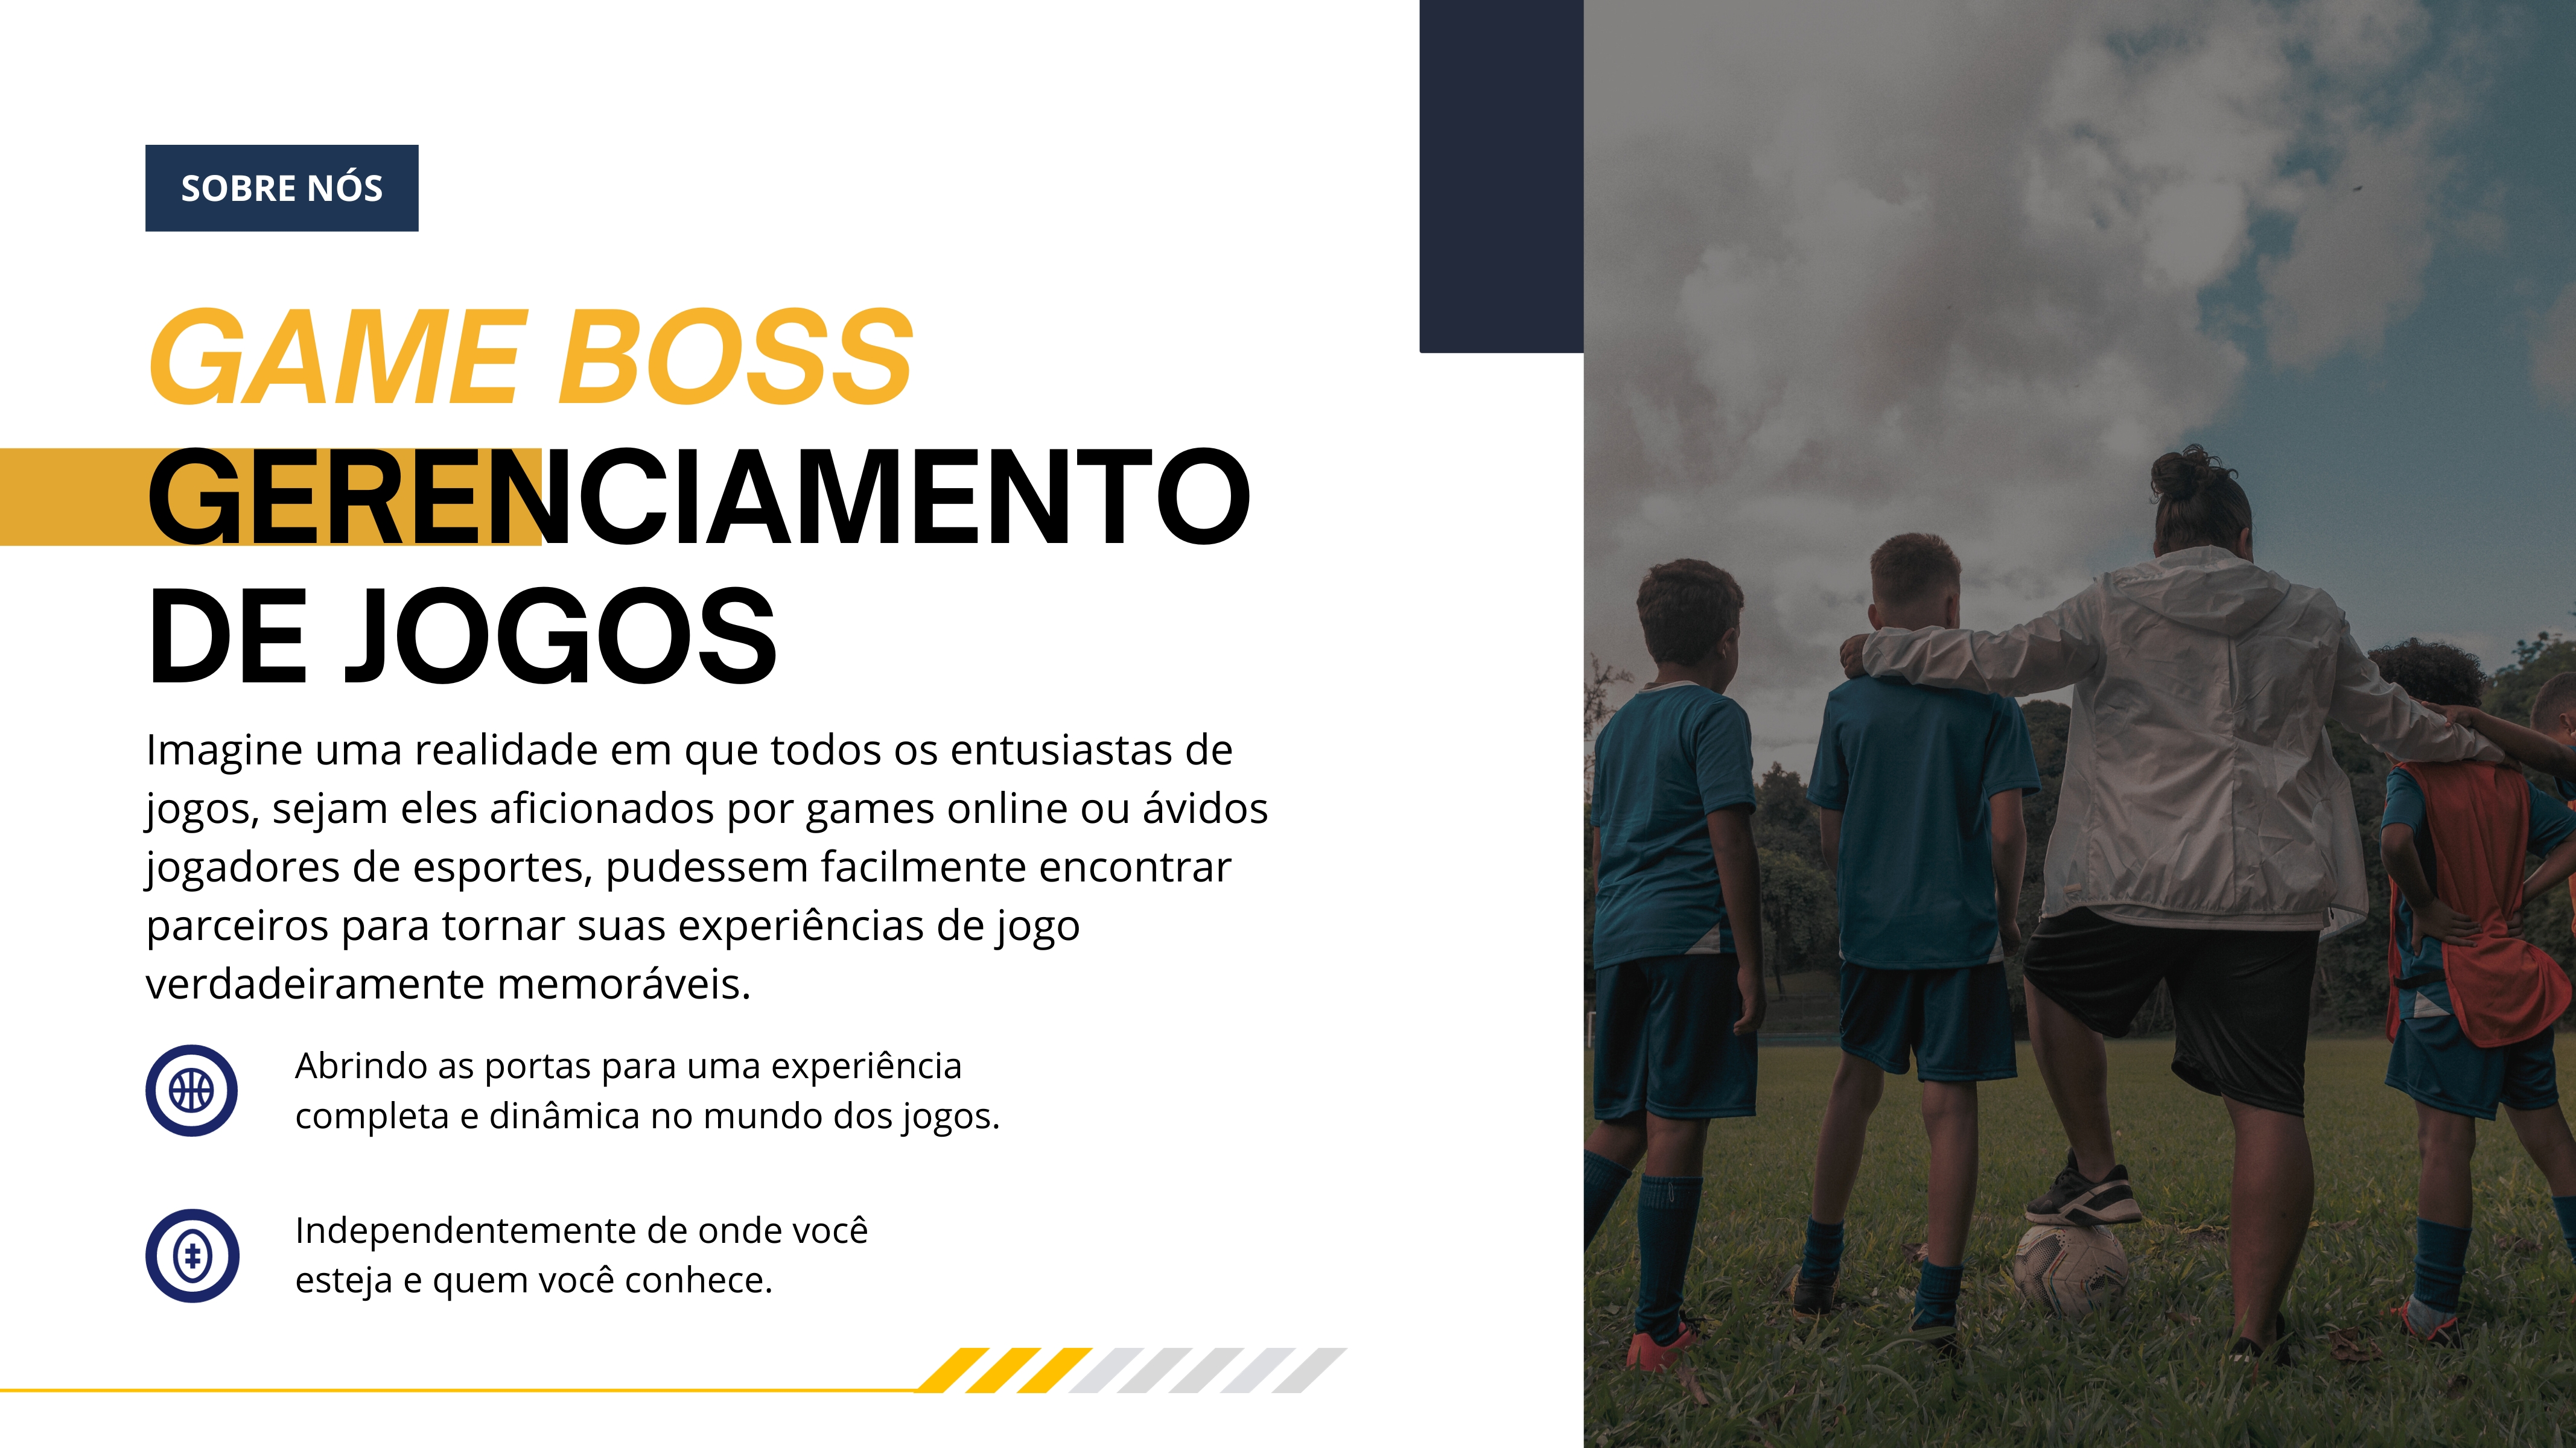 SOBRE NÓS
GAME BOSS
GERENCIAMENTO
DE JOGOS
Imagine uma realidade em que todos os entusiastas de
jogos, sejam eles aficionados por games online ou ávidos
jogadores de esportes, pudessem facilmente encontrar
parceiros para tornar suas experiências de jogo
verdadeiramente memoráveis.
Abrindo as portas para uma experiência
completa e dinâmica no mundo dos jogos.
Independentemente de onde você
esteja e quem você conhece.